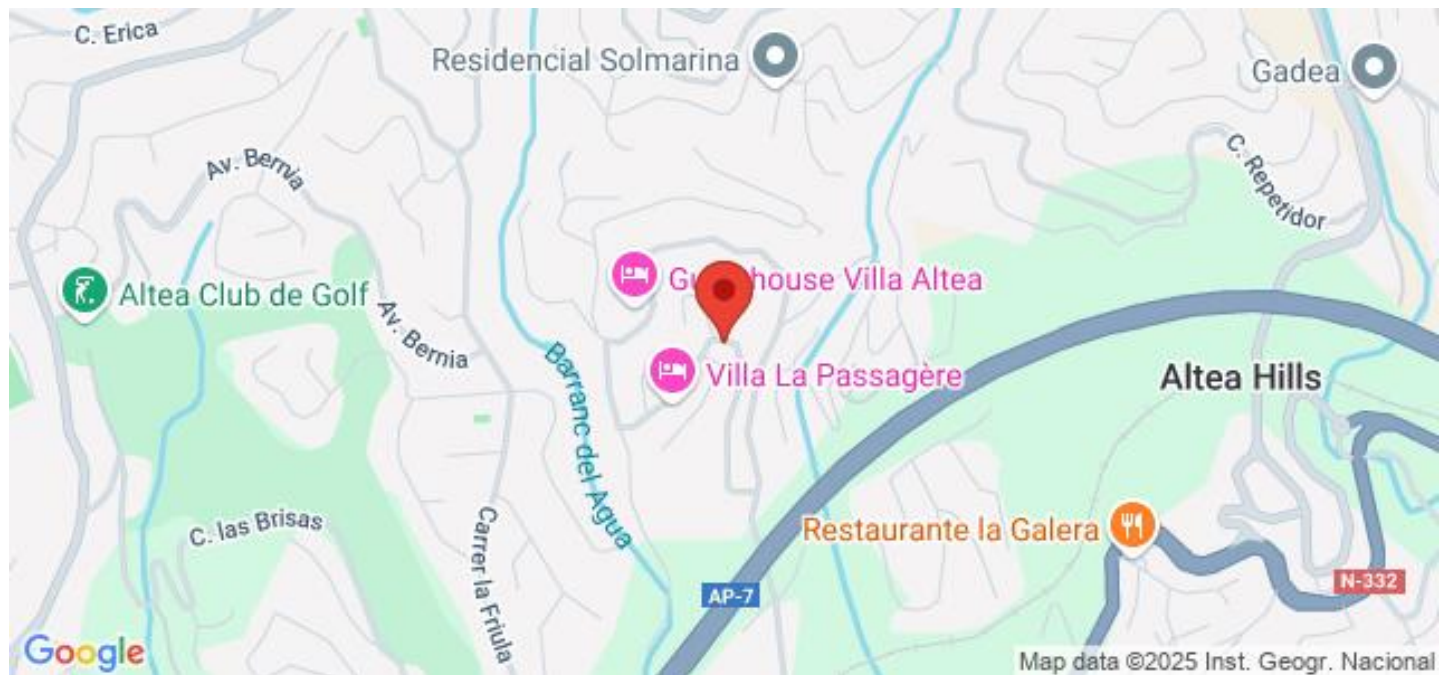 C. Erica
Residencial Solmarina
Gadea
Av. Bernia
C. Repetidor
Altea Club de Golf
house Villa Altea
Av. Bernia
Villa La Passagère
Barranc del Agua
Altea Hills
C. las Brisas
Carrer la Friula
Restaurante la Galera
AP-7
N-332
Google
Map data ©2025 Inst. Geogr. Nacional